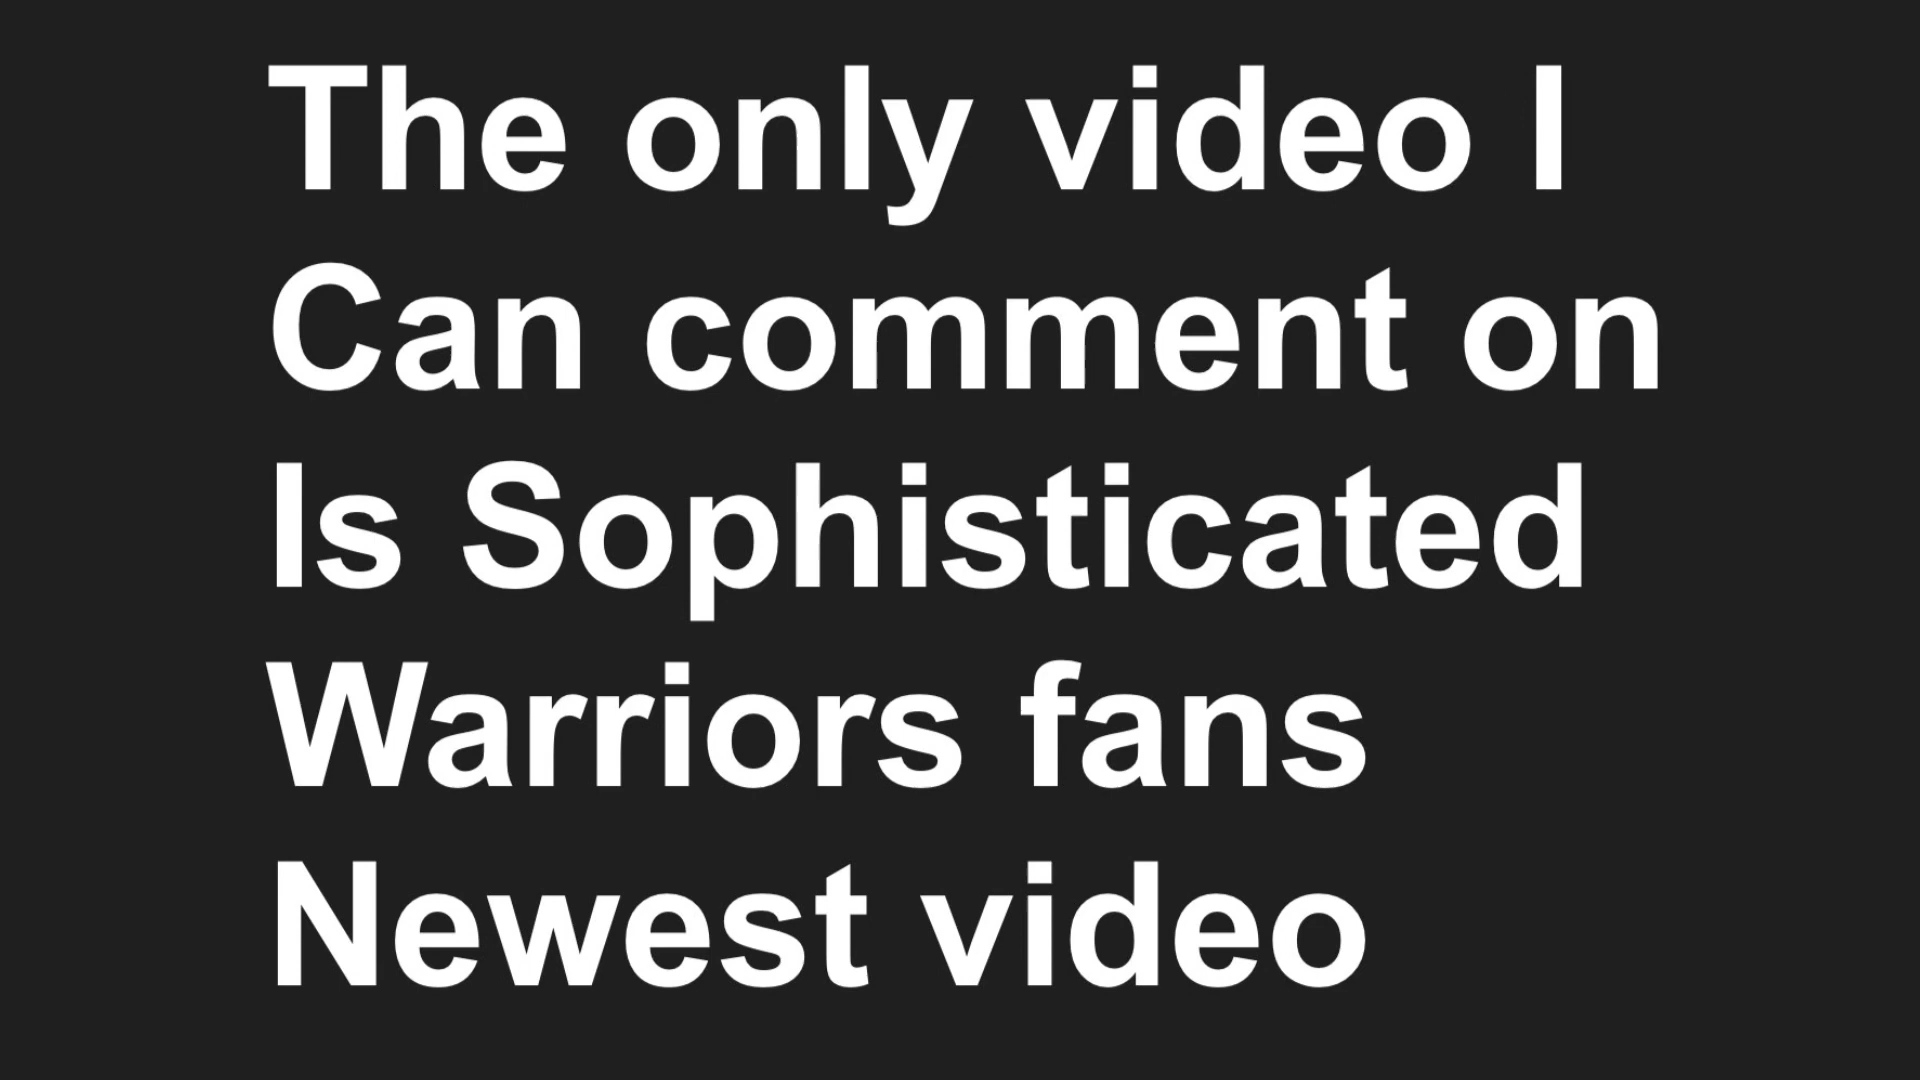 The only video I
Can comment on
Is Sophisticated
Warriors fans
Newest video